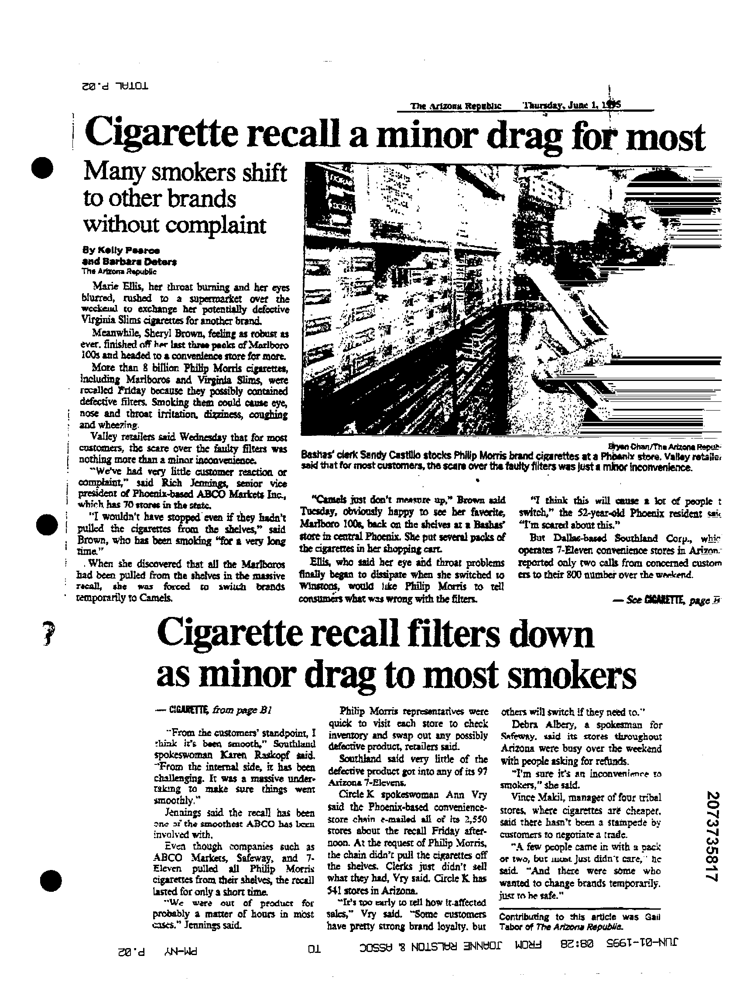 TOTAL P.02
The Arizona Republic Thursday, June 1, 1995
Cigarette recall a minor drag for most
Many smokers shift
to other brands
without complaint
By Kelly Pearce
and Barbara Deters
The Arizona Republic
Marie Ellis, her throat burning and her eyes
blurred, rushed to a supermarket over the
weekend to exchange her potentially defective
Virginia Slims cigarettes for another brand.
Meanwhile, Sheryl Brown, feeling as robust as
ever, finished off her last three packs of Marlboro
100s and headed to a convenience store for more.
More than 8 billion Philip Morris cigarettes,
including Marlboros and Virginia Slims, were
recalled Friday because they possibly contained
defective filters. Smoking them could cause eye,
nose and throat irritation, dizziness, coughing
and wheezing.
Valley retailers said Wednesday that for most
customers, the scare over the faulty filters was
nothing more than a minor inconvenience.
"We've had very little customer reaction or
complaint," said Rich Jennings, senior vice
president of Phoenix-based ABCO Markets Inc.,
which has 70 stores in the state.
"I wouldn't have stopped even if they hadn't
pulled the cigarettes from the shelves," said
Brown, who has been smoking "for a very long
time."
When she discovered that all the Marlboros
had been pulled from the shelves in the massive
recall, she was forced to switch brands
temporarily to Camels.
Bryan Chan/The Arizona Repub-
Bashas' clerk Sandy Castillo stocks Philip Morris brand cigarettes at a Phoenix store. Valley retailer
said that for most customers, the scare over the faulty filters was just a minor inconvenience.
"Camels just don't measure up," Brown said
Tuesday, obviously happy to see her favorite,
Marlboro 100s, back on the shelves at a Bashas'
store in central Phoenix. She put several packs of
the cigarettes in her shopping cart.
Ellis, who said her eye and throat problems
finally began to dissipate when she switched to
Winstons, would like Philip Morris to tell
consumers what was wrong with the filters.
"I think this will cause a lot of people t
switch," the 52-year-old Phoenix resident sai
"I'm scared about this."
But Dallas-based Southland Corp., whic
operates 7-Eleven convenience stores in Arizon
reported only two calls from concerned custom
ers to their 800 number over the weekend.
— See CIGARETTE, page B
?
Cigarette recall filters down
as minor drag to most smokers
— CIGARETTE, from page B1
"From the customers' standpoint, I
think it's been smooth," Southland
spokeswoman Karen Raskopf said.
"From the internal side, it has been
challenging. It was a massive under-
taking to make sure things went
smoothly."
Jennings said the recall has been
one of the smoothest ABCO has been
involved with.
Even though companies such as
ABCO Markets, Safeway, and 7-
Eleven pulled all Philip Morris
cigarettes from their shelves, the recall
lasted for only a short time.
"We were out of product for
probably a matter of hours in most
cases," Jennings said.
Philip Morris representatives were
quick to visit each store to check
inventory and swap out any possibly
defective product, retailers said.
Southland said very little of the
defective product got into any of its 97
Arizona 7-Elevens.
Circle K spokeswoman Ann Vry
said the Phoenix-based convenience-
store chain e-mailed all of its 2,550
stores about the recall Friday after-
noon. At the request of Philip Morris,
the chain didn't pull the cigarettes off
the shelves. Clerks just didn't sell
what they had, Vry said. Circle K has
541 stores in Arizona.
"It's too early to tell how it affected
sales," Vry said. "Some customers
have pretty strong brand loyalty, but
others will switch if they need to."
Debra Albery, a spokesman for
Safeway, said its stores throughout
Arizona were busy over the weekend
with people asking for refunds.
"I'm sure it's an inconvenience to
smokers," she said.
Vince Makil, manager of four tribal
stores, where cigarettes are cheaper,
said there hasn't been a stampede by
customers to negotiate a trade.
"A few people came in with a pack
or two, but most just didn't care," he
said. "And there were some who
wanted to change brands temporarily,
just to be safe."
Contributing to this article was Gail
Tabor of The Arizona Republic.
2073735817
JUN-01-1995 08:28 FROM JOANNE RALSTON & ASSOC TO PM-NY P.02